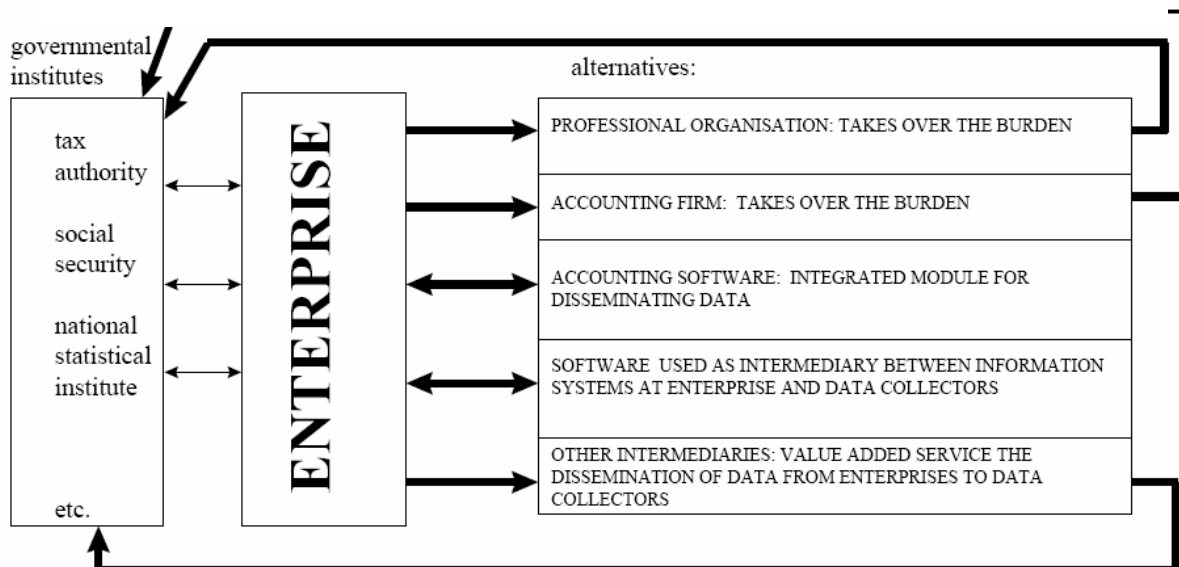 governmental
institutes
alternatives:
tax
authority
social
security
national
statistical
institute
etc.
ENTERPRISE
PROFESSIONAL ORGANISATION: TAKES OVER THE BURDEN
ACCOUNTING FIRM: TAKES OVER THE BURDEN
ACCOUNTING SOFTWARE: INTEGRATED MODULE FOR
DISSEMINATING DATA
SOFTWARE USED AS INTERMEDIARY BETWEEN INFORMATION
SYSTEMS AT ENTERPRISE AND DATA COLLECTORS
OTHER INTERMEDIARIES: VALUE ADDED SERVICE THE
DISSEMINATION OF DATA FROM ENTERPRISES TO DATA
COLLECTORS